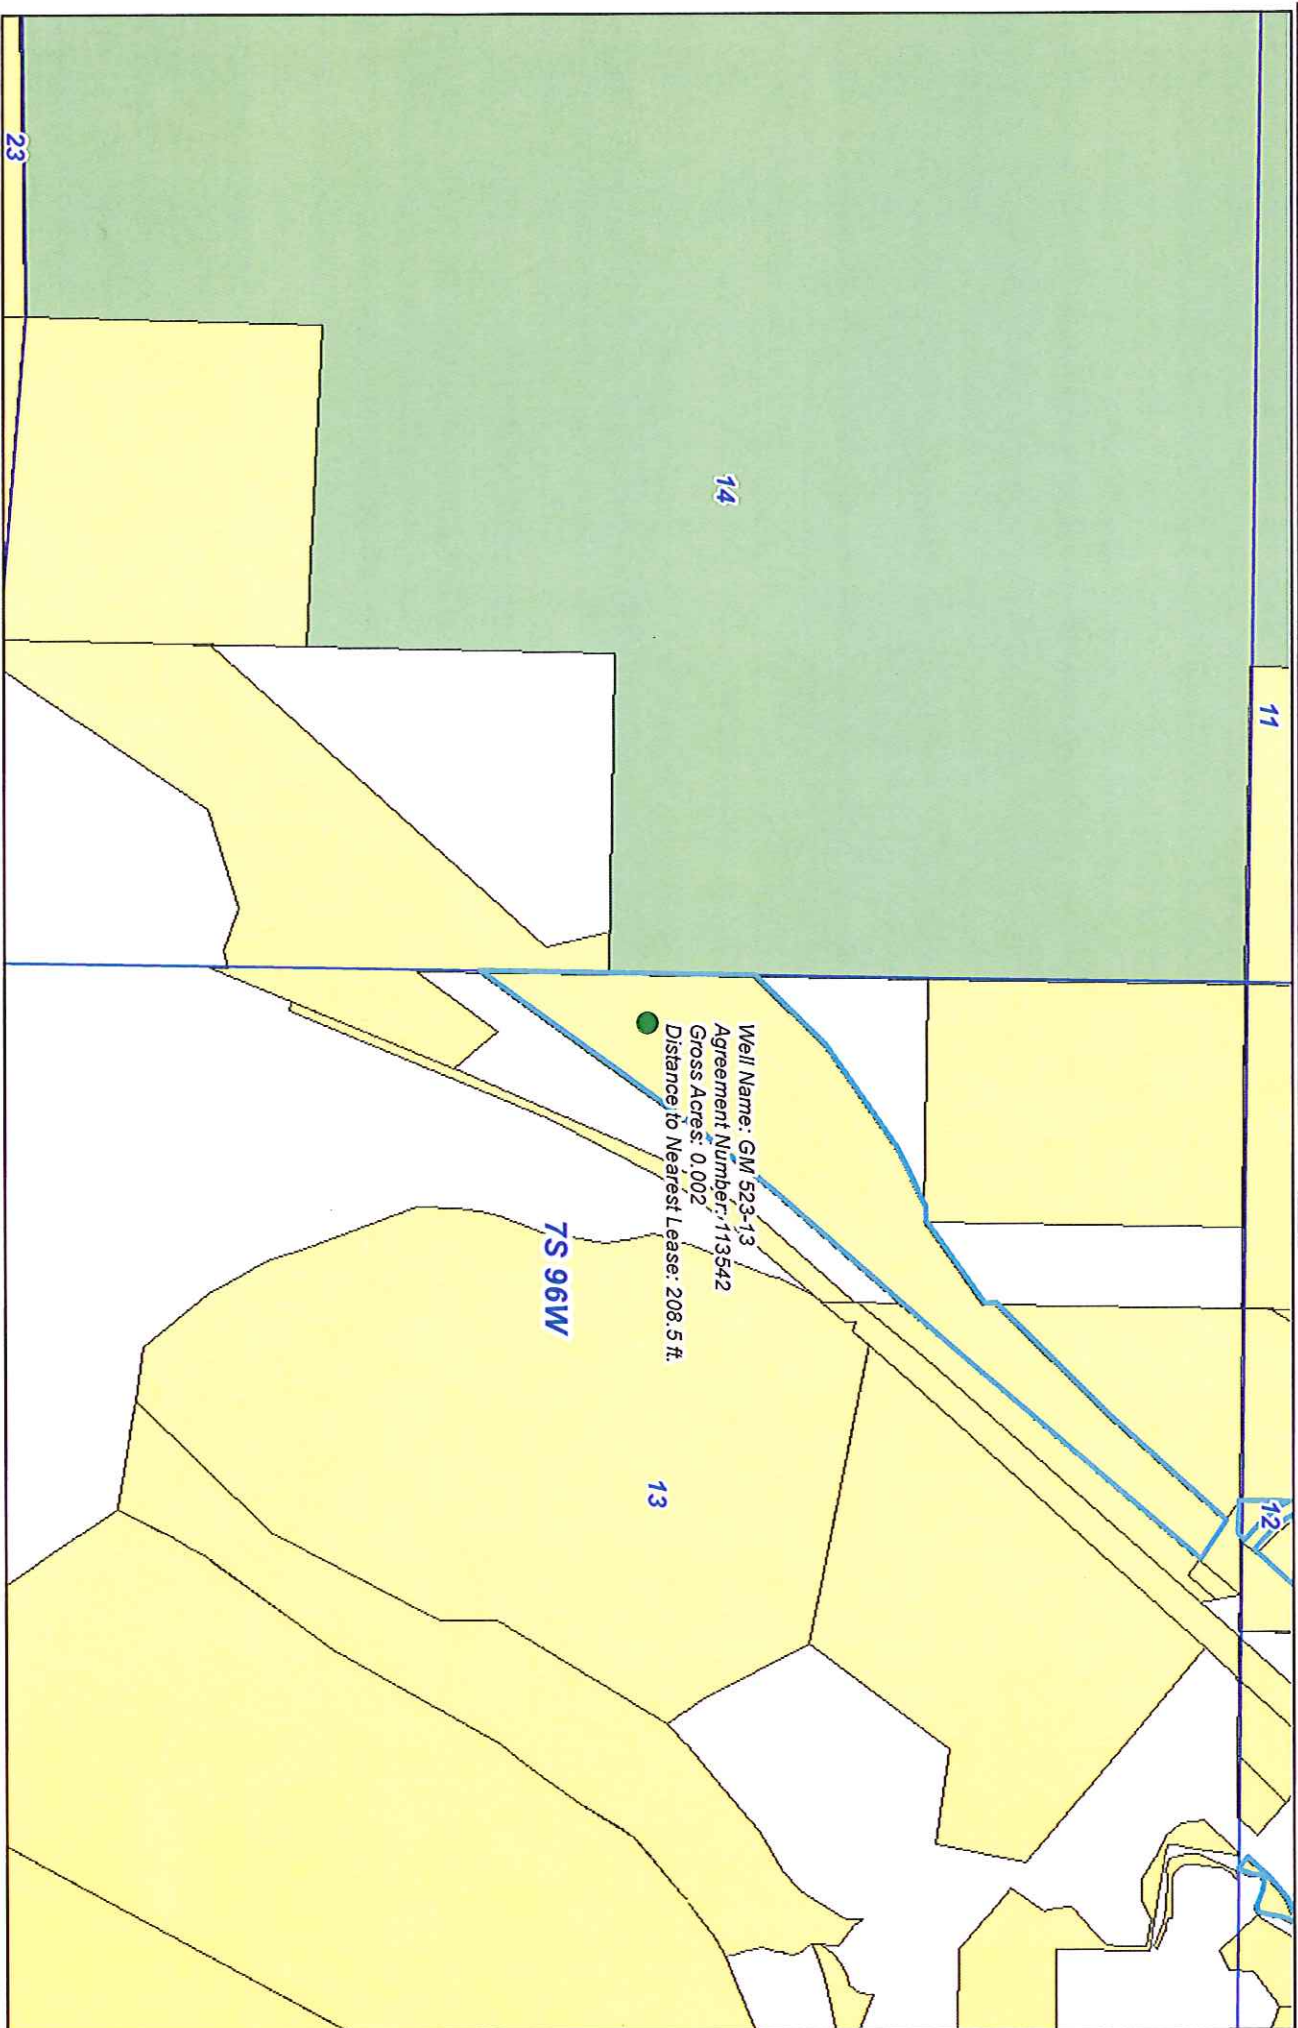 11
12
14
Well Name: GM 523-13
Agreement Number: 113542
Gross Acres: 0.002
Distance to Nearest Lease: 208.5 ft.
13
7S 96W
23